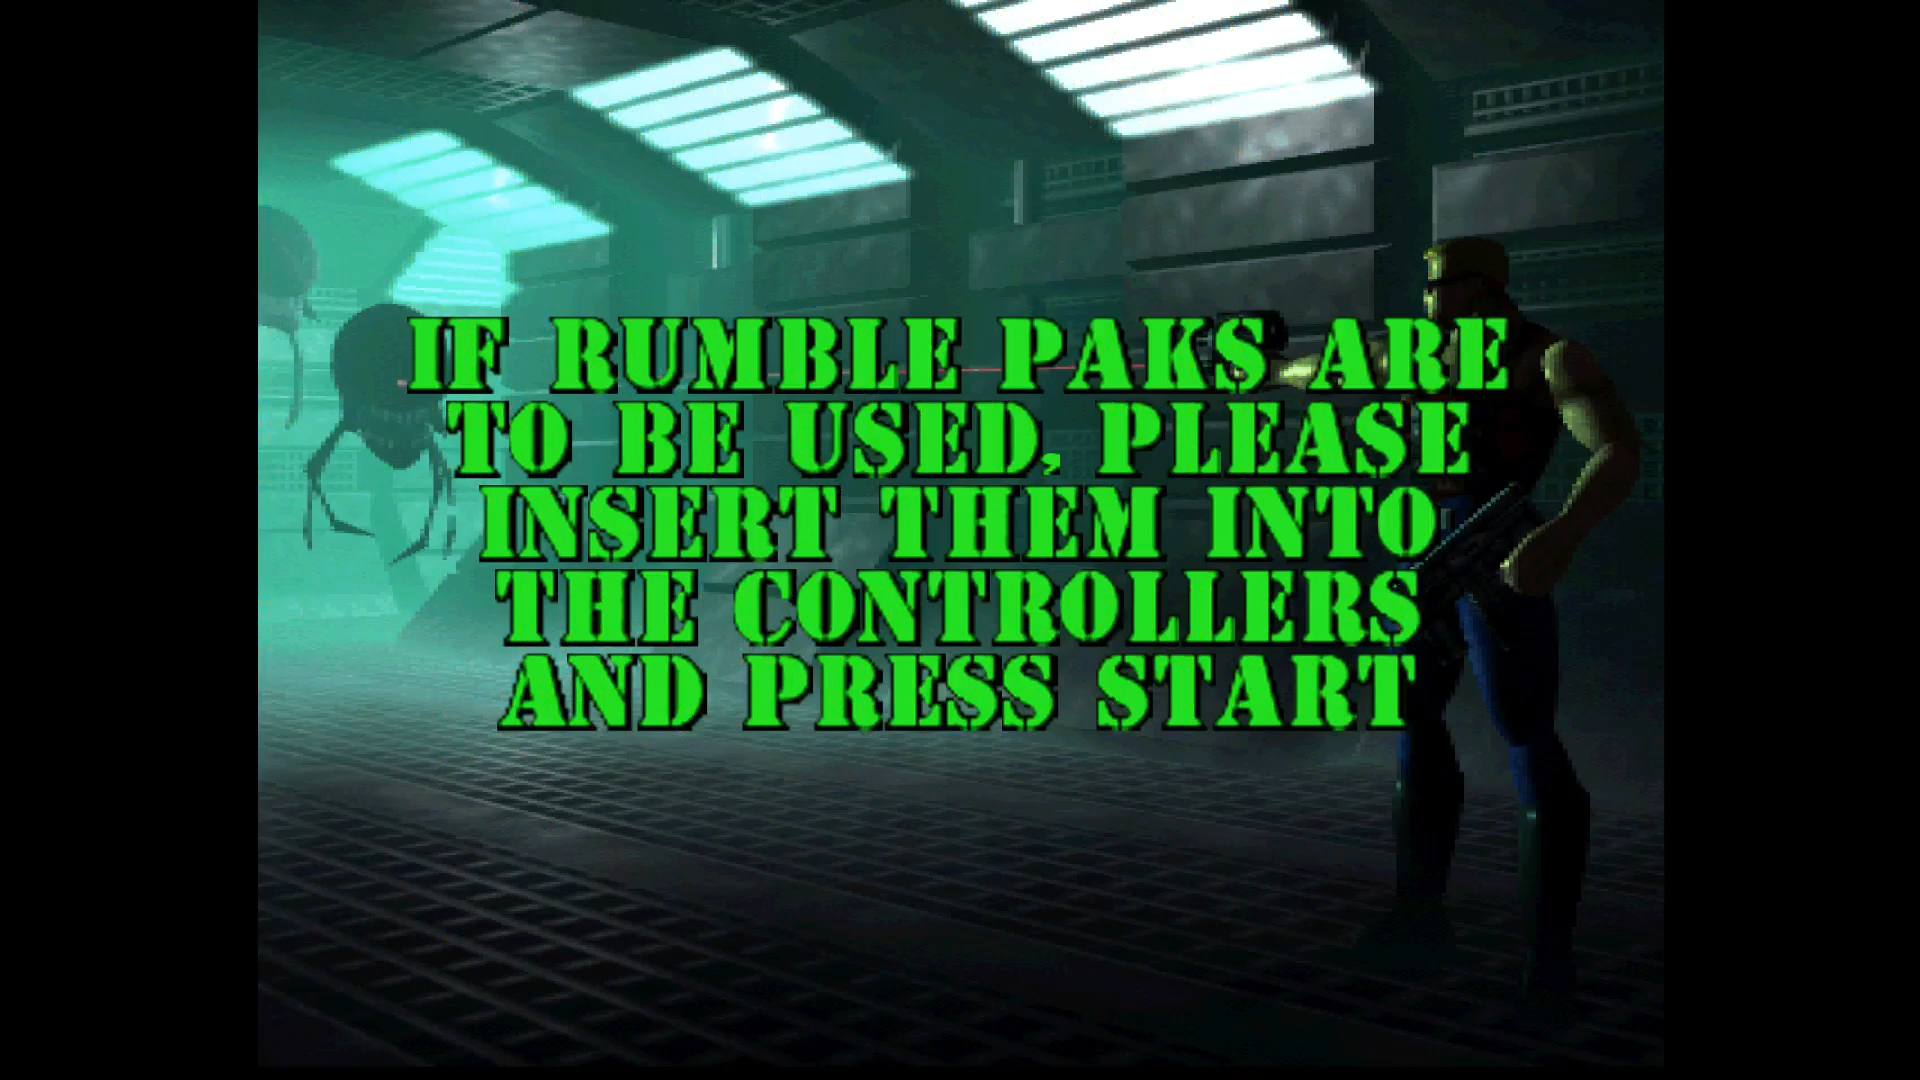 IF RUMBLE PAKS ARE
TO BE USED, PLEASE
INSERT THEM INTO
THE CONTROLLERS
AND PRESS START